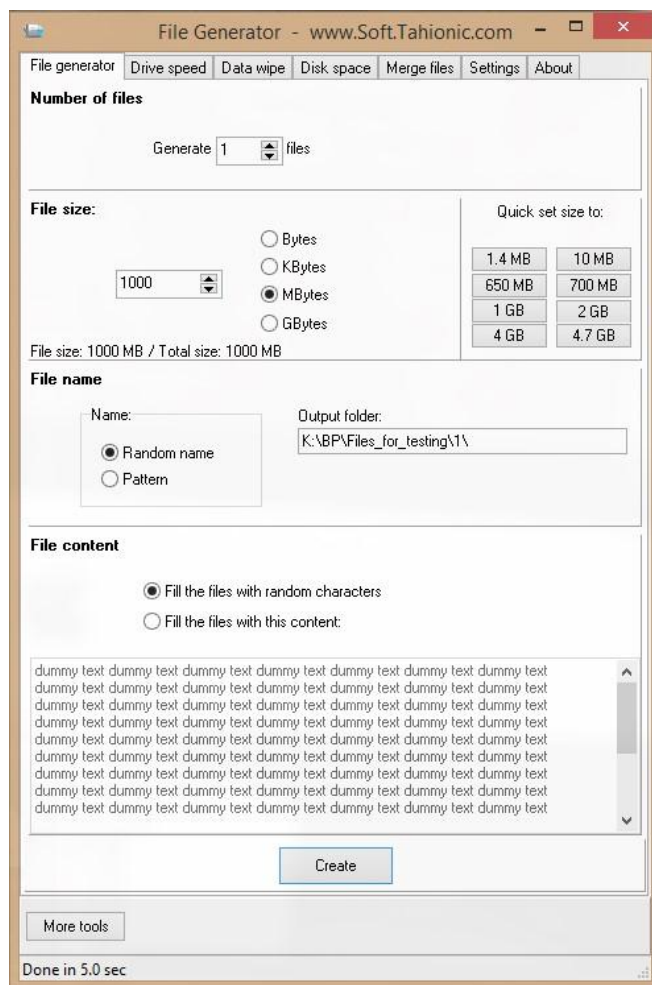 File Generator - www.Soft.Tahionic.com
File generator Drive speed Data wipe Disk space Merge files Settings About
Number of files
Generate 1 files
File size:
Quick set size to:
Bytes
KBytes
1000
MBytes
GBytes
1.4 MB 10 MB
650 MB 700 MB
1 GB 2 GB
4 GB 4.7 GB
File size: 1000 MB / Total size: 1000 MB
File name
Name:
Random name
Pattern
Output folder:
K:\BP\Files_for_testing\1\
File content
Fill the files with random characters
Fill the files with this content:
dummy text dummy text dummy text dummy text dummy text dummy text dummy text
dummy text dummy text dummy text dummy text dummy text dummy text dummy text
dummy text dummy text dummy text dummy text dummy text dummy text dummy text
dummy text dummy text dummy text dummy text dummy text dummy text dummy text
dummy text dummy text dummy text dummy text dummy text dummy text dummy text
dummy text dummy text dummy text dummy text dummy text dummy text dummy text
dummy text dummy text dummy text dummy text dummy text dummy text dummy text
dummy text dummy text dummy text dummy text dummy text dummy text dummy text
dummy text dummy text dummy text dummy text dummy text dummy text dummy text
Create
More tools
Done in 5.0 sec